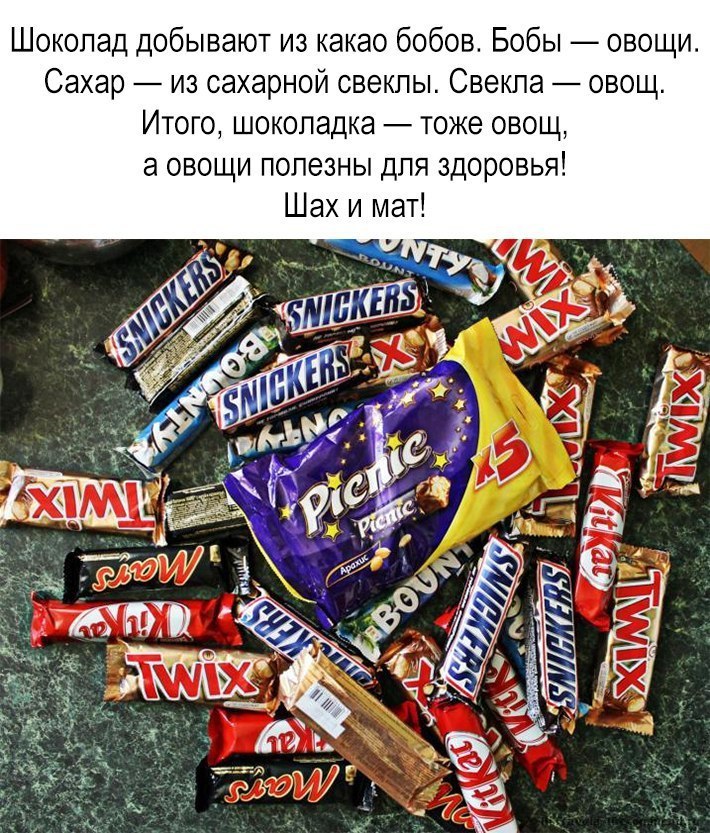 Шоколад добывают из какао бобов. Бобы — овощи.
Сахар — из сахарной свеклы. Свекла — овощ.
Итого, шоколадка — тоже овощ,
а овощи полезны для здоровья!
Шах и мат!
BOUNTY
TWIX
SNICKERS
SNICKERS
TWIX
BOUNTY
SNICKERS
TWIX
TWIX
Picnic
Picnic
Арахис
x5
KitKat
TWIX
Mars
BOUNTY
SNICKERS
SNICKERS
TWIX
KitKat
SNICKERS
TWIX
KitKat
KitKat
KitKat
Mars